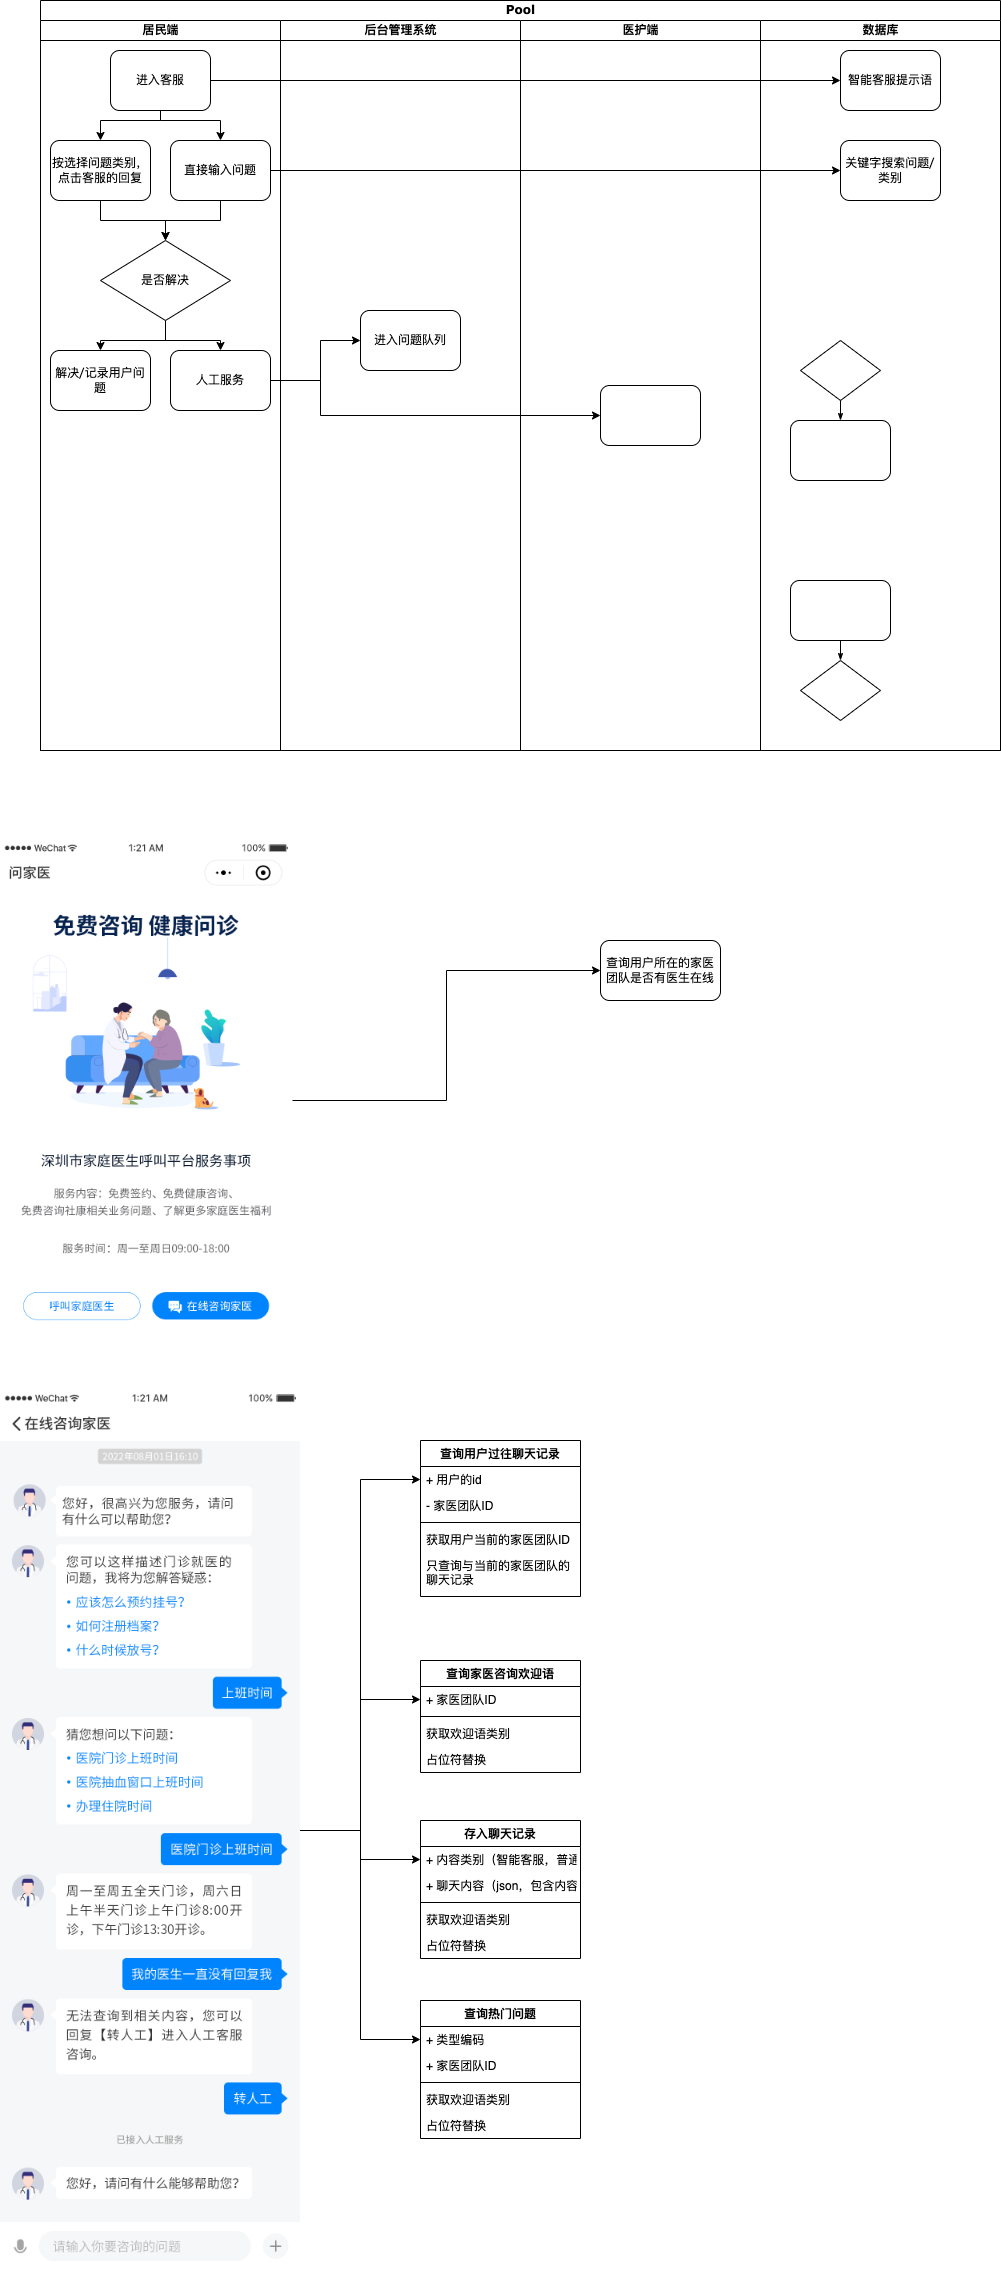 Pool
居民端
后台管理系统
医护端
数据库
进入客服
智能客服提示语
按选择问题类别，
点击客服的回复
直接输入问题
关键字搜索问题/
类别
是否解决
进入问题队列
解决/记录用户问
题
人工服务
WeChat
1:21 AM
100%
问家医
免费咨询 健康问诊
查询用户所在的家医
团队是否有医生在线
深圳市家庭医生呼叫平台服务事项
服务内容：免费签约、免费健康咨询、
免费咨询社康相关业务问题、了解更多家庭医生福利
服务时间：周一至周日09:00-18:00
呼叫家庭医生
在线咨询家医
WeChat
1:21 AM
100%
在线咨询家医
2022年08月01日16:10
您好，很高兴为您服务，请问
有什么可以帮助您？
您可以这样描述门诊就医的
问题，我将为您解答疑惑：
• 应该怎么预约挂号？
• 如何注册档案？
• 什么时候放号？
上班时间
猜您想问以下问题：
• 医院门诊上班时间
• 医院抽血窗口上班时间
• 办理住院时间
医院门诊上班时间
周一至周五全天门诊，周六日
上午半天门诊上午门诊8:00开
诊，下午门诊13:30开诊。
我的医生一直没有回复我
无法查询到相关内容，您可以
回复【转人工】进入人工客服
咨询。
转人工
已接入人工服务
您好，请问有什么能够帮助您？
请输入你要咨询的问题
查询用户过往聊天记录
+ 用户的id
- 家医团队ID
获取用户当前的家医团队ID
只查询与当前的家医团队的
聊天记录
查询家医咨询欢迎语
+ 家医团队ID
获取欢迎语类别
占位符替换
存入聊天记录
+ 内容类别（智能客服，普通
+ 聊天内容（json，包含内容
获取欢迎语类别
占位符替换
查询热门问题
+ 类型编码
+ 家医团队ID
获取欢迎语类别
占位符替换